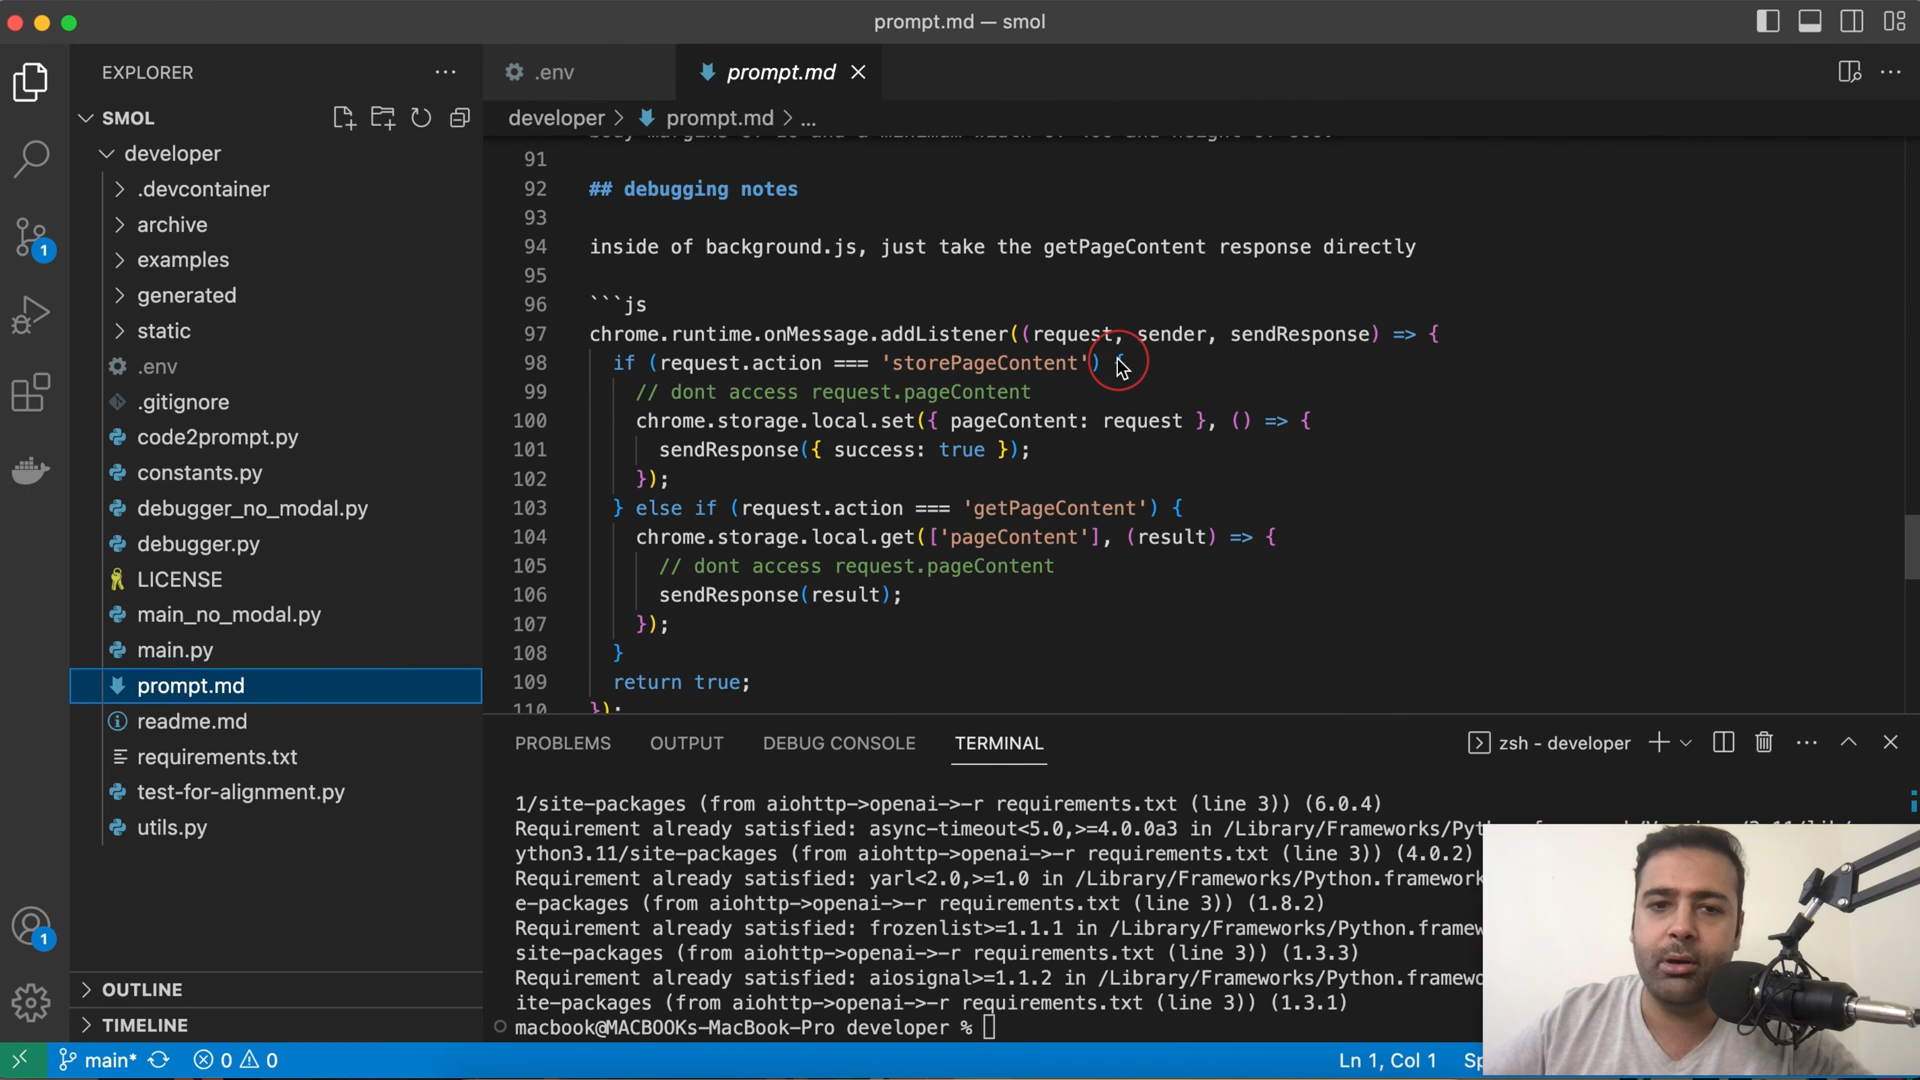 prompt.md — smol
EXPLORER
.env
prompt.md
SMOL
developer > prompt.md > ...
developer
.devcontainer
archive
examples
generated
static
.env
.gitignore
code2prompt.py
constants.py
debugger_no_modal.py
debugger.py
LICENSE
main_no_modal.py
main.py
prompt.md
readme.md
requirements.txt
test-for-alignment.py
utils.py
OUTLINE
TIMELINE
91
92 ## debugging notes
93
94 inside of background.js, just take the getPageContent response directly
95
96 ```js
97 chrome.runtime.onMessage.addListener((request, sender, sendResponse) => {
98 if (request.action === 'storePageContent') {
99 // dont access request.pageContent
100 chrome.storage.local.set({ pageContent: request }, () => {
101 sendResponse({ success: true });
102 });
103 } else if (request.action === 'getPageContent') {
104 chrome.storage.local.get(['pageContent'], (result) => {
105 // dont access request.pageContent
106 sendResponse(result);
107 });
108 }
109 return true;
110 });
PROBLEMS OUTPUT DEBUG CONSOLE TERMINAL
zsh - developer
1/site-packages (from aiohttp->openai->-r requirements.txt (line 3)) (6.0.4)
Requirement already satisfied: async-timeout<5.0,>=4.0.0a3 in /Library/Frameworks/Pyt
ython3.11/site-packages (from aiohttp->openai->-r requirements.txt (line 3)) (4.0.2)
Requirement already satisfied: yarl<2.0,>=1.0 in /Library/Frameworks/Python.framework
e-packages (from aiohttp->openai->-r requirements.txt (line 3)) (1.8.2)
Requirement already satisfied: frozenlist>=1.1.1 in /Library/Frameworks/Python.framew
site-packages (from aiohttp->openai->-r requirements.txt (line 3)) (1.3.3)
Requirement already satisfied: aiosignal>=1.1.2 in /Library/Frameworks/Python.framew
ite-packages (from aiohttp->openai->-r requirements.txt (line 3)) (1.3.1)
macbook@MACBOOKs-MacBook-Pro developer %
1
1
main* 0 0
Ln 1, Col 1 Sp